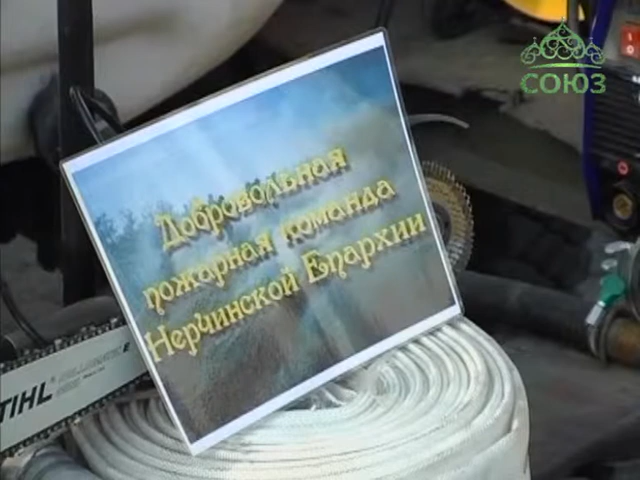 СОЮЗ
Добровольная
пожарная команда
Нерчинской Епархии
STIHL